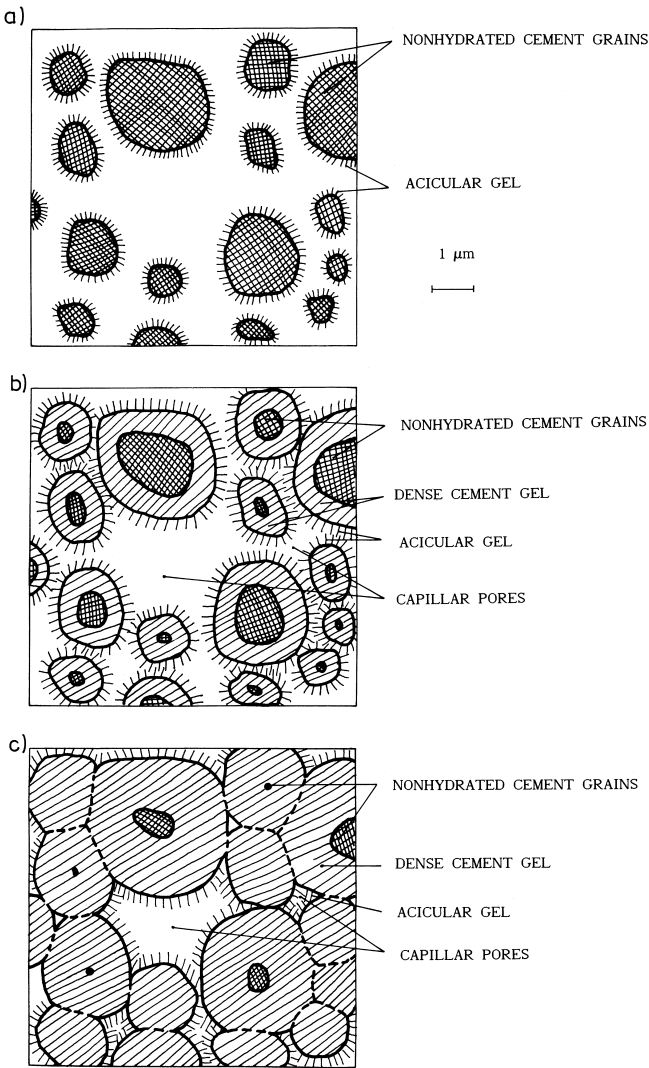 a)
NONHYDRATED CEMENT GRAINS
ACICULAR GEL
1 μm
b)
NONHYDRATED CEMENT GRAINS
DENSE CEMENT GEL
ACICULAR GEL
CAPILLAR PORES
c)
NONHYDRATED CEMENT GRAINS
DENSE CEMENT GEL
ACICULAR GEL
CAPILLAR PORES